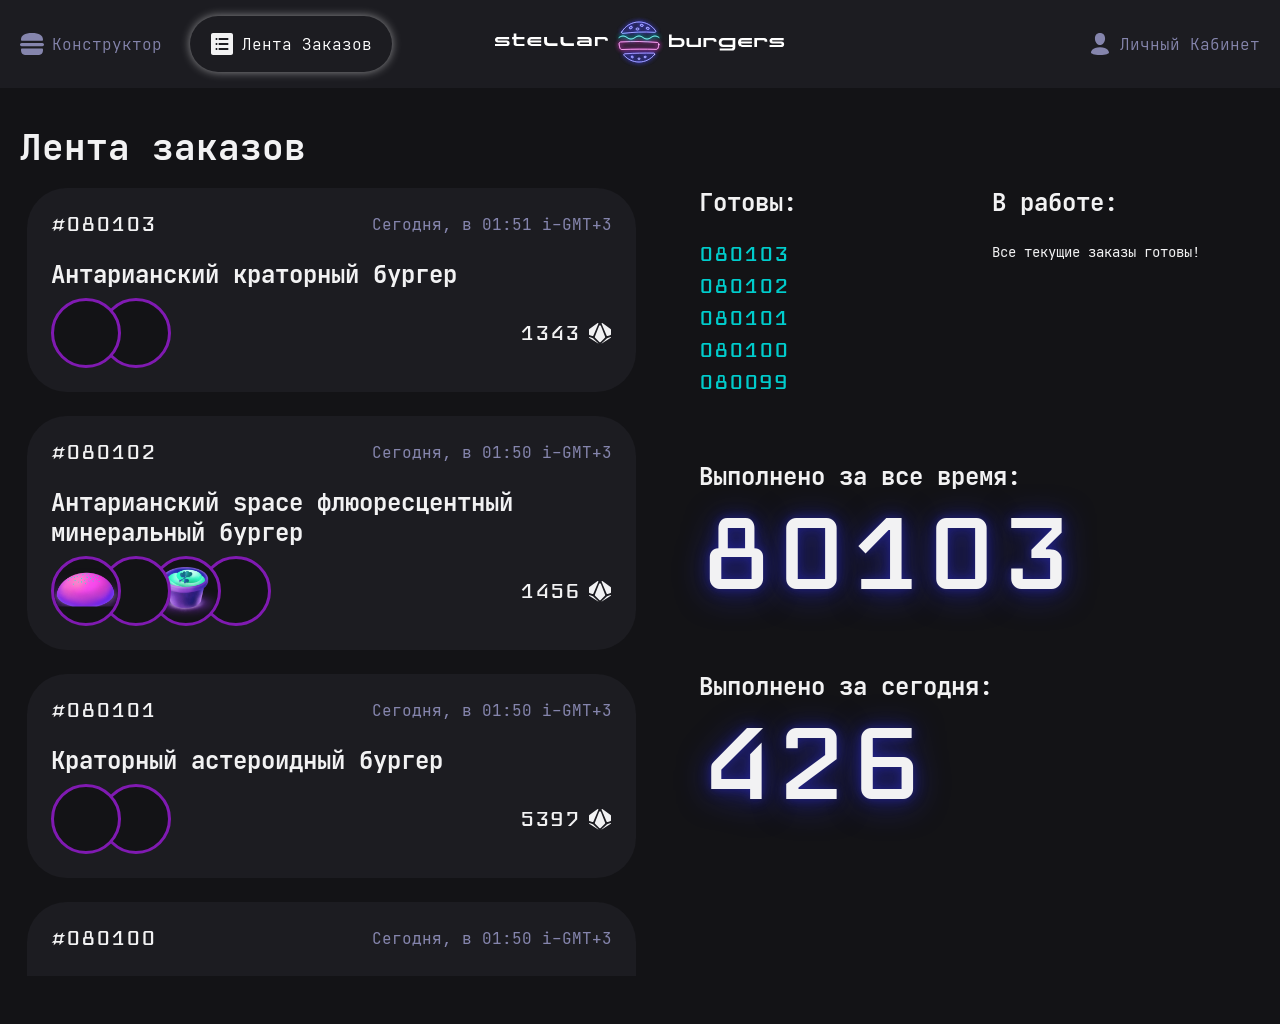 Конструктор
Лента Заказов
stellar burgers
Личный Кабинет
Лента заказов
#080103
Сегодня, в 01:51 i-GMT+3
Антарианский краторный бургер
1343
#080102
Сегодня, в 01:50 i-GMT+3
Антарианский space флюоресцентный
минеральный бургер
1456
#080101
Сегодня, в 01:50 i-GMT+3
Краторный астероидный бургер
5397
#080100
Сегодня, в 01:50 i-GMT+3
Готовы:
080103
080102
080101
080100
080099
В работе:
Все текущие заказы готовы!
Выполнено за все время:
80103
Выполнено за сегодня:
426